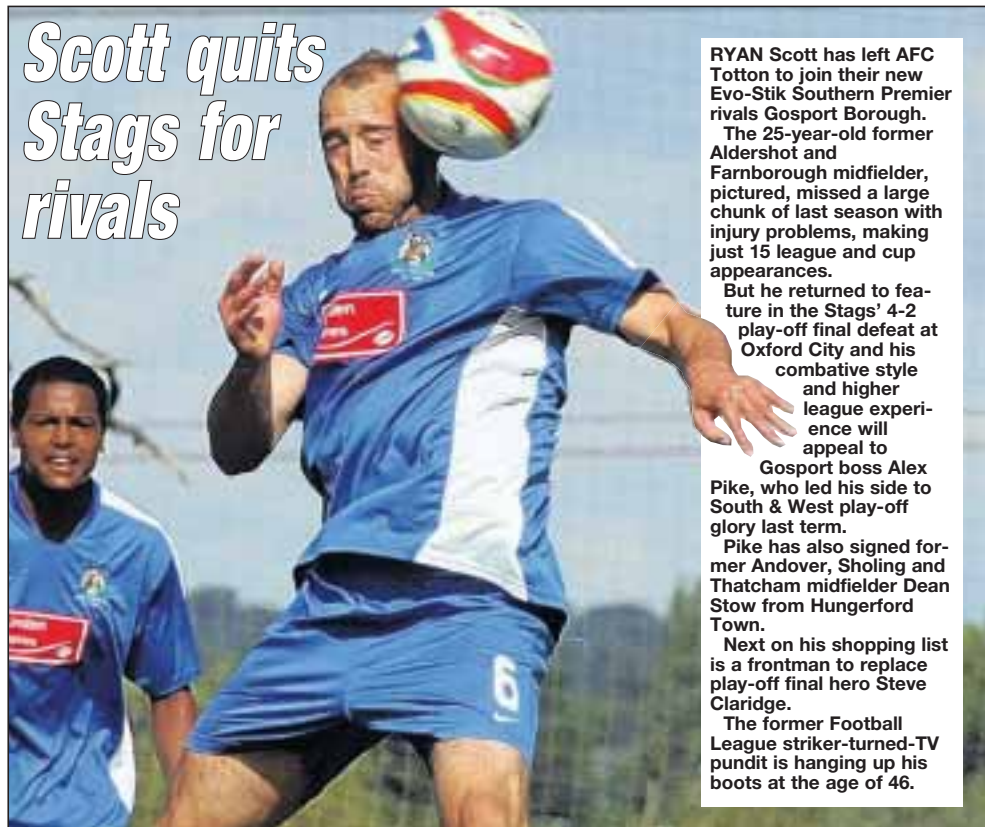 Scott quits
Stags for
rivals
RYAN Scott has left AFC
Totton to join their new
Evo-Stik Southern Premier
rivals Gosport Borough.
The 25-year-old former
Aldershot and
Farnborough midfielder,
pictured, missed a large
chunk of last season with
injury problems, making
just 15 league and cup
appearances.
But he returned to fea-
ture in the Stags' 4-2
play-off final defeat at
Oxford City and his
combative style
and higher
league experi-
ence will
appeal to
Gosport boss Alex
Pike, who led his side to
South & West play-off
glory last term.
Pike has also signed for-
mer Andover, Sholing and
Thatcham midfielder Dean
Stow from Hungerford
Town.
Next on his shopping list
is a frontman to replace
play-off final hero Steve
Claridge.
The former Football
League striker-turned-TV
pundit is hanging up his
boots at the age of 46.
6